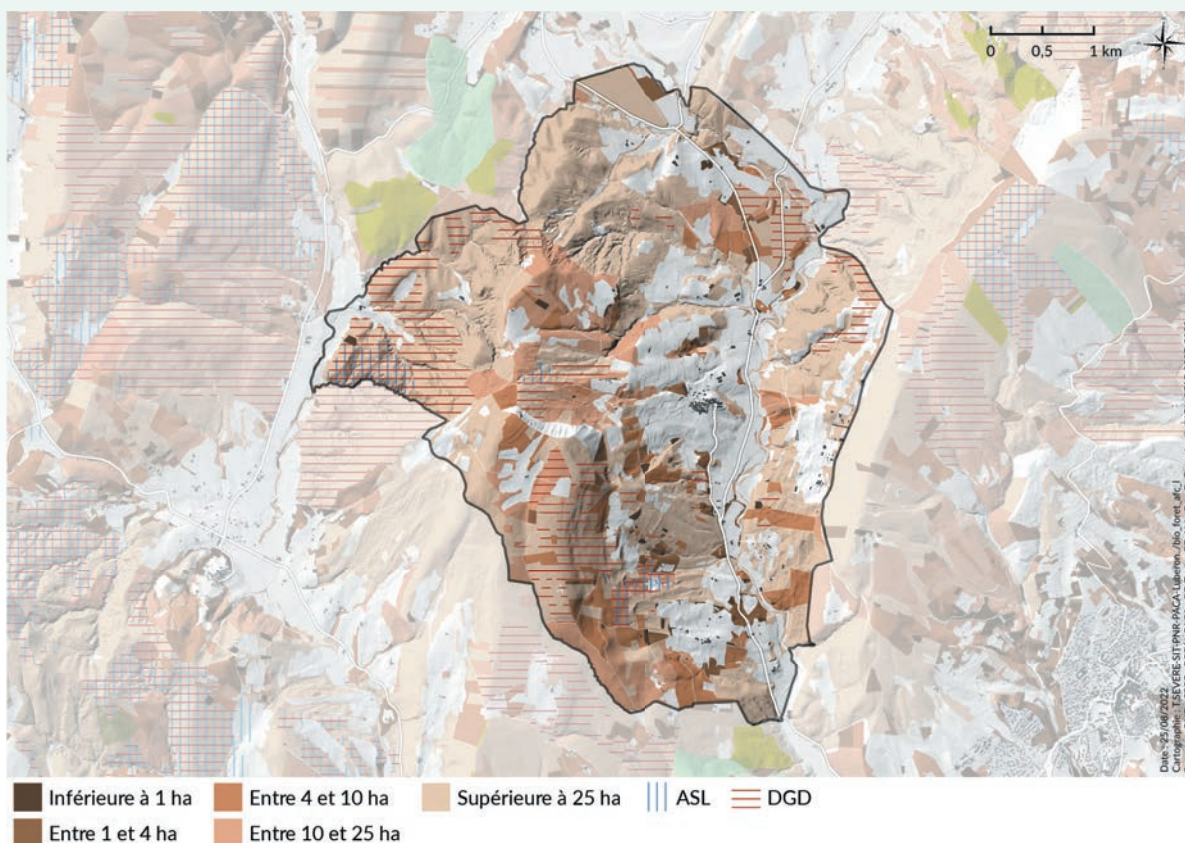 0 0,5 1 km
Date : 25/08/2022
Cartographie : T.SEVERE-SIT-PNR-PACA-Luberon
Inférieure à 1 ha
Entre 4 et 10 ha
Supérieure à 25 ha
ASL
DGD
Entre 1 et 4 ha
Entre 10 et 25 ha